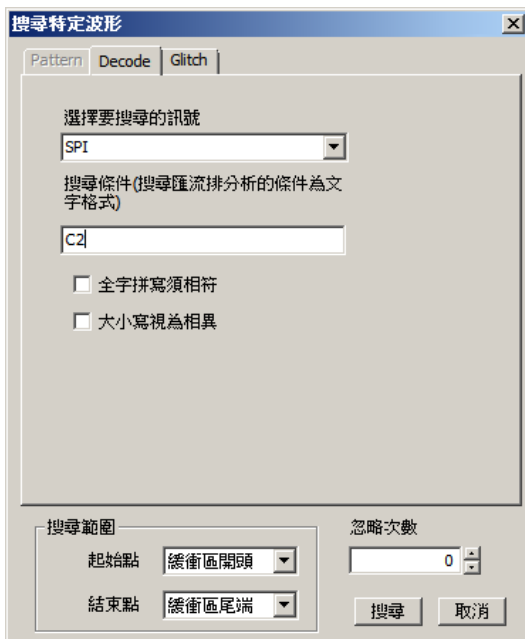 搜尋特定波形
Pattern Decode Glitch
選擇要搜尋的訊號
SPI
搜尋條件(搜尋匯流排分析的條件為文
字格式)
C2
全字拼寫須相符
大小寫視為相異
搜尋範圍
起始點 緩衝區開頭
結束點 緩衝區尾端
忽略次數
0
搜尋 取消